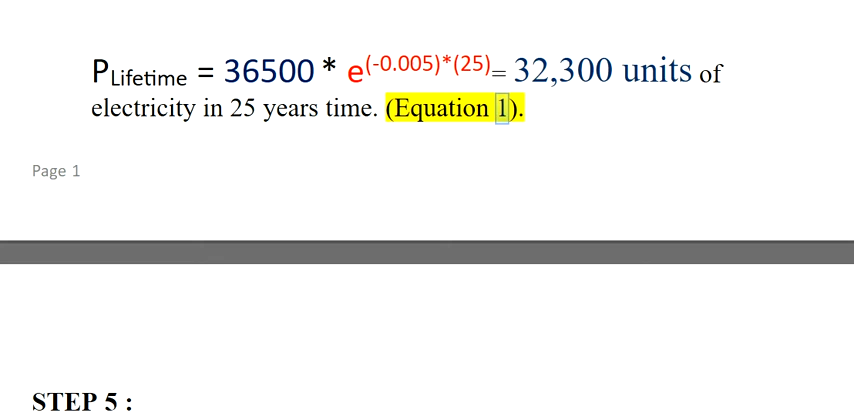 PLifetime = 36500 * e(-0.005)*(25)= 32,300 units of
electricity in 25 years time. (Equation 1).
Page 1
STEP 5 :